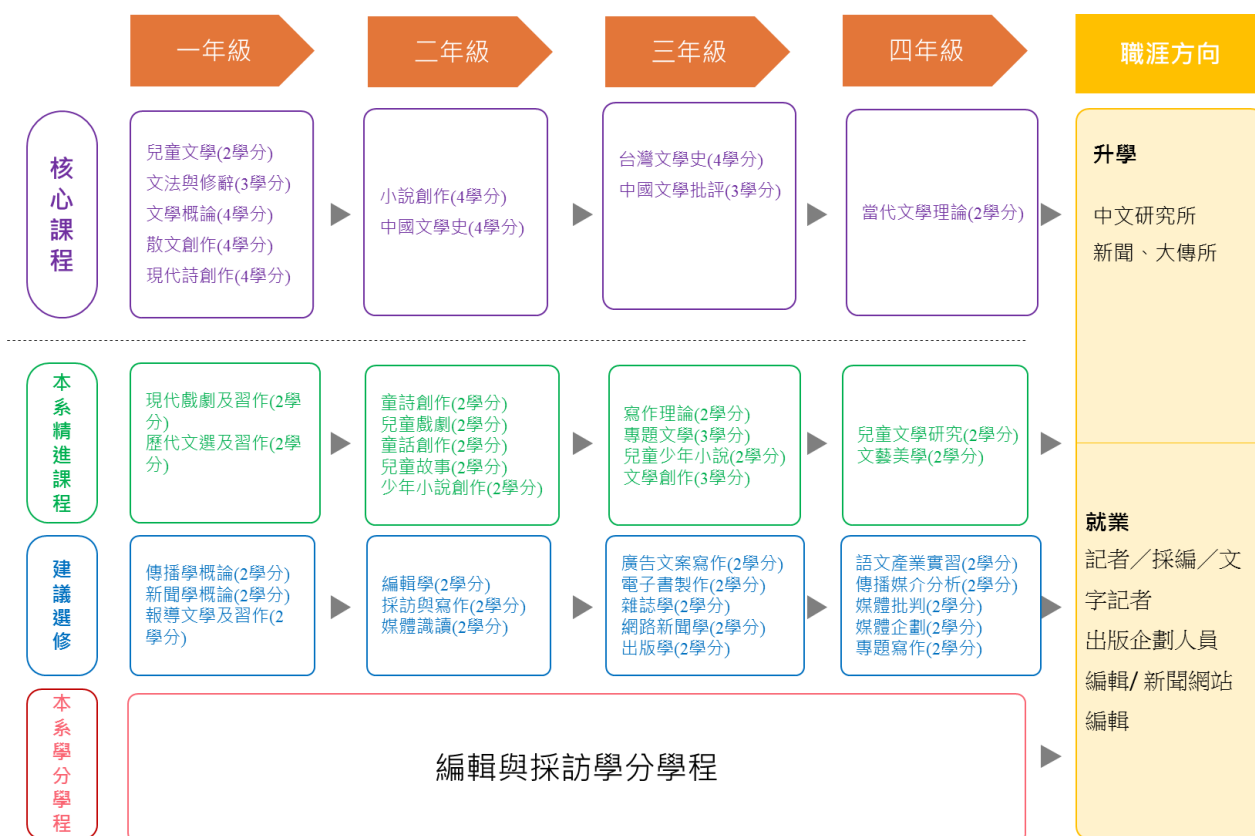 一年級
二年級
三年級
四年級
職涯方向
核心課程
兒童文學(2學分)
文法與修辭(3學分)
文學概論(4學分)
散文創作(4學分)
現代詩創作(4學分)
小說創作(4學分)
中國文學史(4學分)
台灣文學史(4學分)
中國文學批評(3學分)
當代文學理論(2學分)
升學
中文研究所
新聞、大傳所
本系精進課程
現代戲劇及習作(2學
分)
歷代文選及習作(2學
分)
童詩創作(2學分)
兒童戲劇(2學分)
童話創作(2學分)
兒童故事(2學分)
少年小說創作(2學分)
寫作理論(2學分)
專題文學(3學分)
兒童少年小說(2學分)
文學創作(3學分)
兒童文學研究(2學分)
文藝美學(2學分)
建議選修
傳播學概論(2學分)
新聞學概論(2學分)
報導文學及習作(2
學分)
編輯學(2學分)
採訪與寫作(2學分)
媒體識讀(2學分)
廣告文案寫作(2學分)
電子書製作(2學分)
雜誌學(2學分)
網路新聞學(2學分)
出版學(2學分)
語文產業實習(2學分)
傳播媒介分析(2學分)
媒體批判(2學分)
媒體企劃(2學分)
專題寫作(2學分)
就業
記者／採編／文
字記者
出版企劃人員
編輯/ 新聞網站
編輯
本系學分學程
編輯與採訪學分學程